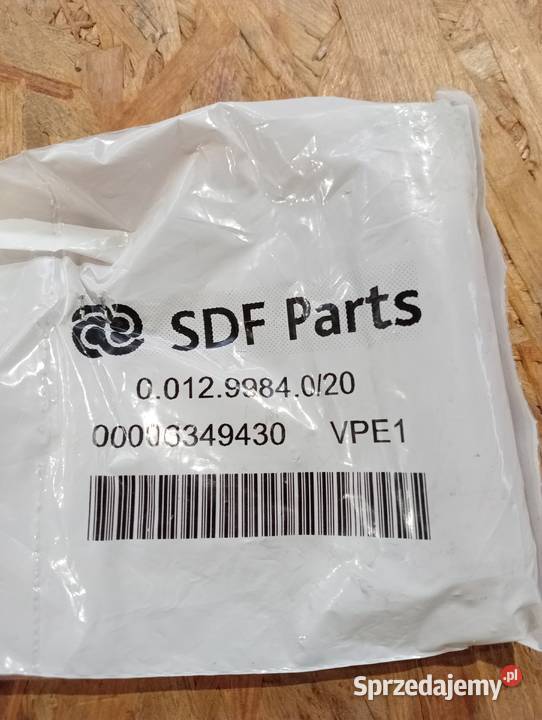 SDF Parts
0.012.9984.0/20
00006349430 VPE1
Sprzedajemy.pl